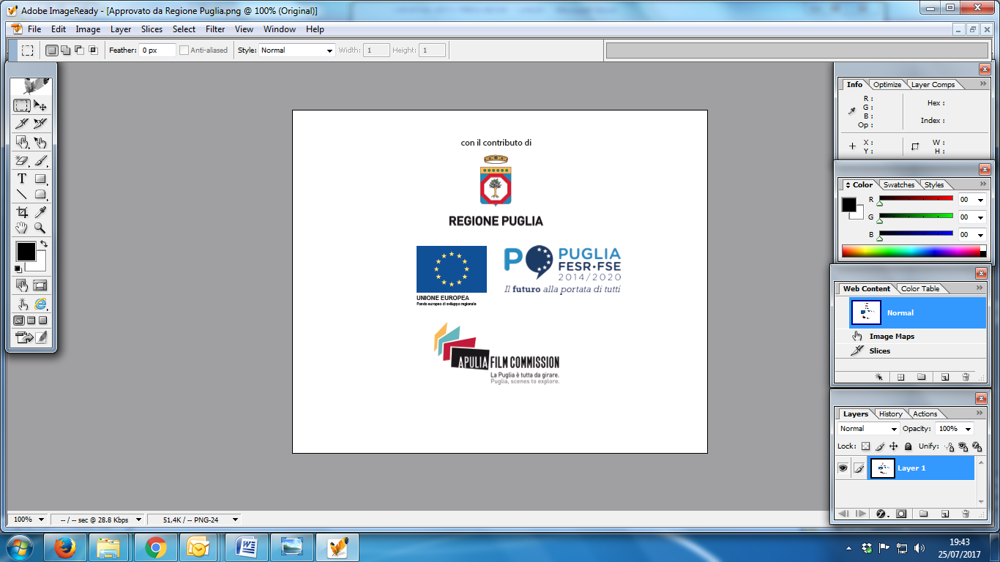 Adobe ImageReady - [Approvato da Regione Puglia.png @ 100% (Original)]
File Edit Image Layer Slices Select Filter View Window Help
Feather: 0 px Anti-aliased Style: Normal Width: 1 Height: 1
Info Optimize Layer Comps
R :
G :
B :
Op :
Hex :
Index :
X :
Y :
W :
H :
Color Swatches Styles
R 00
G 00
B 00
Web Content Color Table
Normal
Image Maps
Slices
Layers History Actions
Normal Opacity: 100%
Lock: Unify:
Layer 1
T
con il contributo di
REGIONE PUGLIA
UNIONE EUROPEA
Fondo europeo di sviluppo regionale
PO PUGLIA
FESR•FSE
2014/2020
Il futuro alla portata di tutti
APULIA FILM COMMISSION
La Puglia è tutta da girare.
Puglia, scenes to explore.
100% -- / -- sec @ 28.8 Kbps 51,4K / -- PNG-24
19:43
25/07/2017